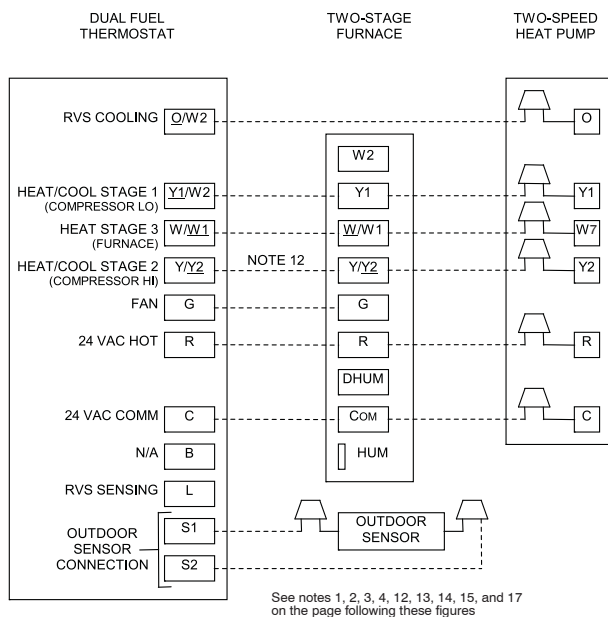 DUAL FUEL
THERMOSTAT
TWO-STAGE
FURNACE
TWO-SPEED
HEAT PUMP
RVS COOLING
O/W2
O
W2
HEAT/COOL STAGE 1
(COMPRESSOR LO)
Y1/W2
Y1
Y1
HEAT STAGE 3
(FURNACE)
W/W1
W/W1
W7
HEAT/COOL STAGE 2
(COMPRESSOR HI)
Y/Y2
NOTE 12
Y/Y2
Y2
FAN
G
G
24 VAC HOT
R
R
R
DHUM
24 VAC COMM
C
COM
C
N/A
B
HUM
RVS SENSING
L
OUTDOOR
SENSOR
CONNECTION
S1
S2
OUTDOOR
SENSOR
See notes 1, 2, 3, 4, 12, 13, 14, 15, and 17
on the page following these figures